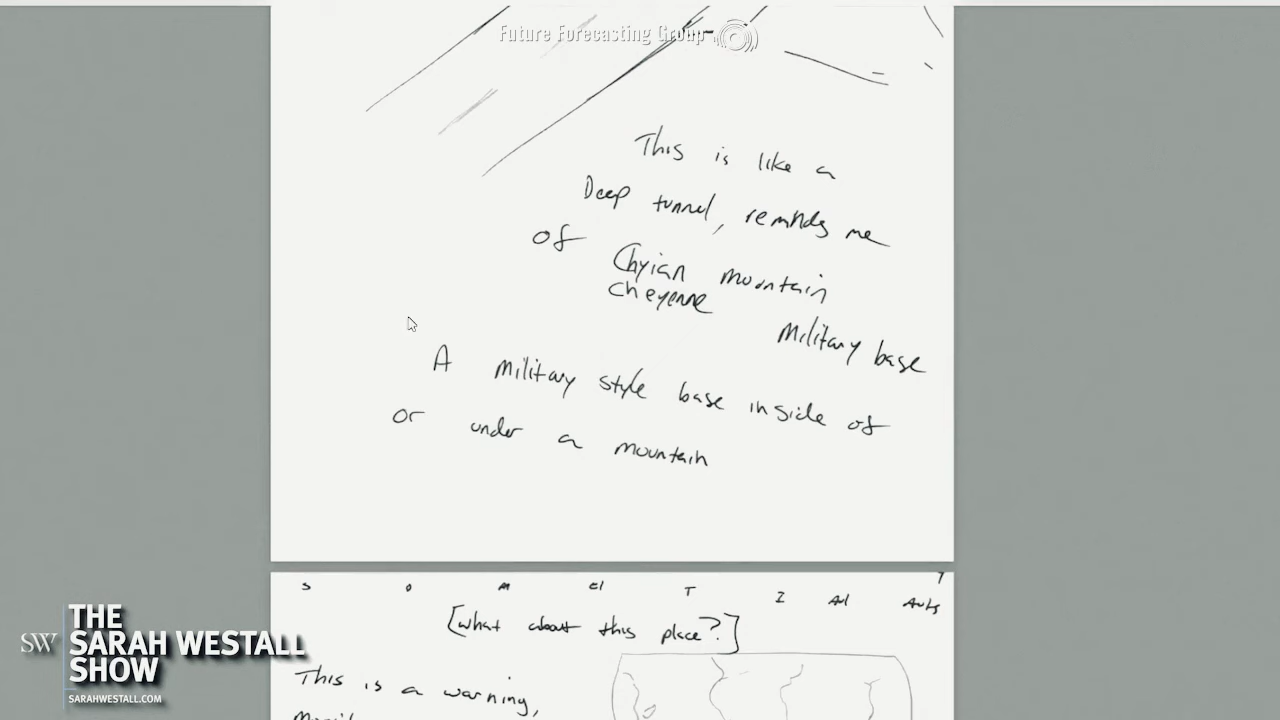 Future Forecasting Group
This is like a
Deep tunnel, reminds me
of Chyian mountain
cheyenne
Military base
A military style base inside of
or under a mountain
S O M El T I Al
[what about this place?]
This is a warning,
SW
THE
SARAH WESTALL
SHOW
SARAHWESTALL.COM